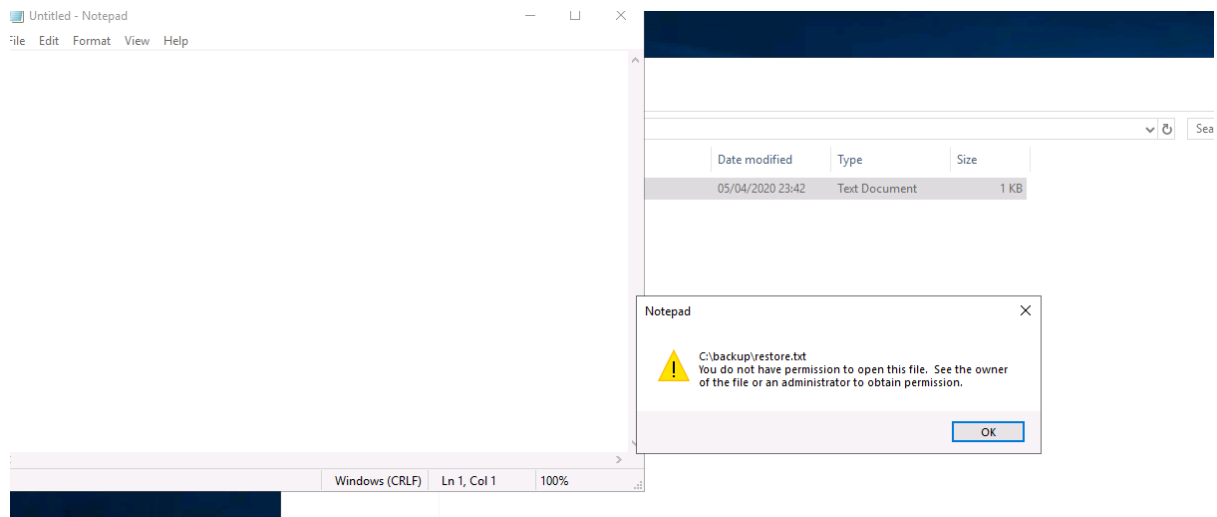 Untitled - Notepad
File Edit Format View Help
Sea
Date modified Type Size
05/04/2020 23:42 Text Document 1 KB
Notepad
C:\backup\restore.txt
You do not have permission to open this file. See the owner
of the file or an administrator to obtain permission.
OK
Windows (CRLF) Ln 1, Col 1 100%